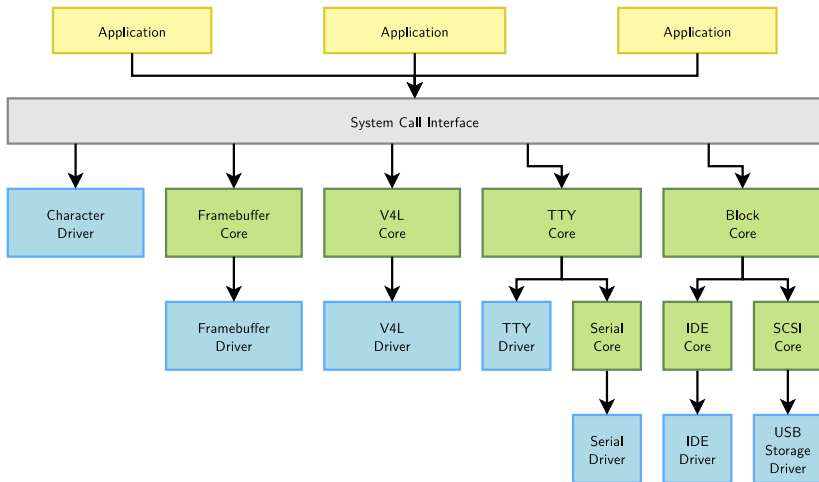 Application
Application
Application
System Call Interface
Character
Driver
Framebuffer
Core
V4L
Core
TTY
Core
Block
Core
Framebuffer
Driver
V4L
Driver
TTY
Driver
Serial
Core
IDE
Core
SCSI
Core
Serial
Driver
IDE
Driver
USB
Storage
Driver